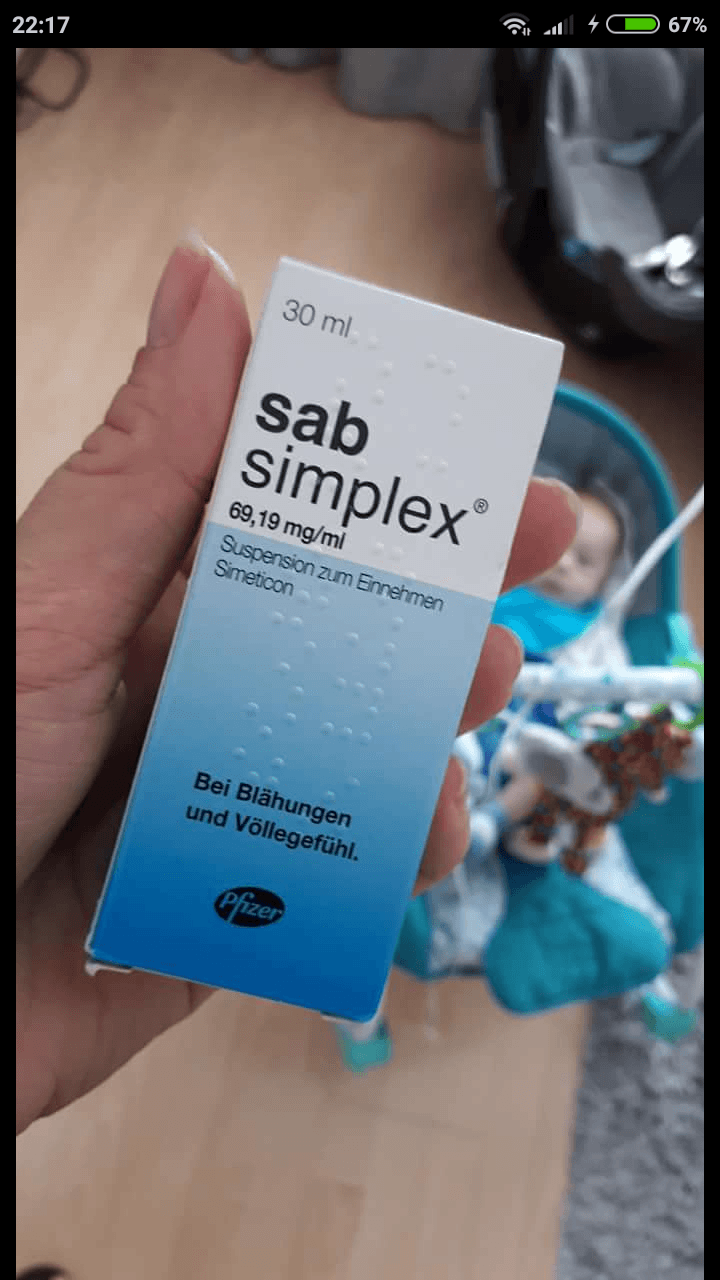 22:17
67%
30 ml
sab
simplex®
69,19 mg/ml
Suspension zum Einnehmen
Simeticon
Bei Blähungen
und Völlegefühl.
Pfizer